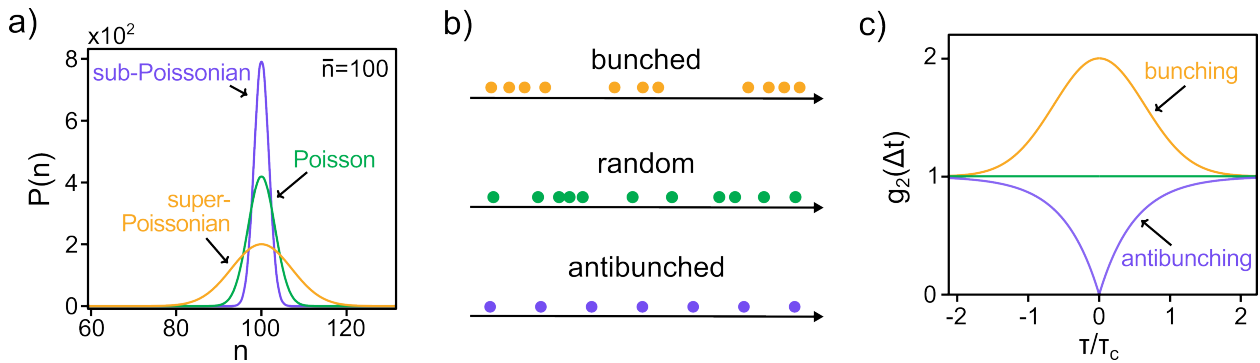 a)
x10²
sub-Poissonian
n̅=100
8
6
4
2
0
P(n)
Poisson
super-
Poissonian
60
80
100
120
n
b)
bunched
random
antibunched
c)
2
1
0
g₂(Δt)
bunching
antibunching
-2
-1
0
1
2
τ/τc